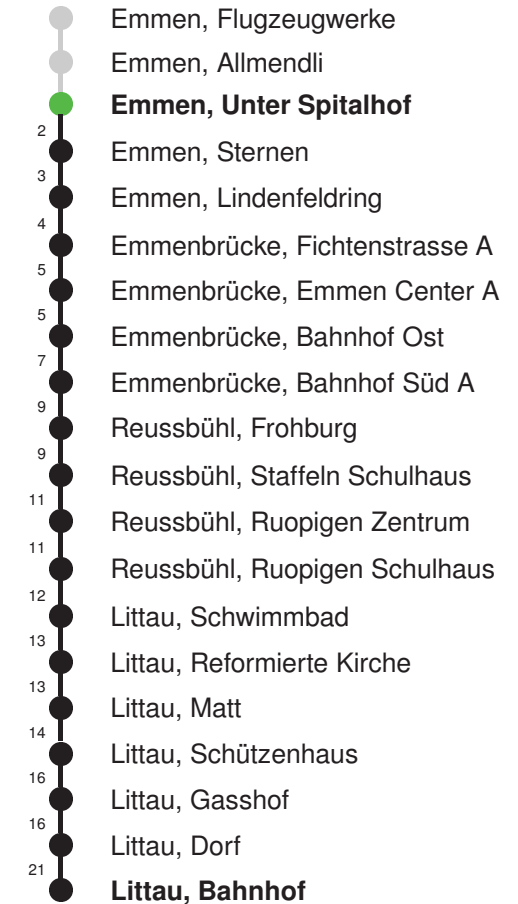 Emmen, Flugzeugwerke
Emmen, Allmendli
Emmen, Unter Spitalhof
2
Emmen, Sternen
3
Emmen, Lindenfeldring
4
Emmenbrücke, Fichtenstrasse A
5
Emmenbrücke, Emmen Center A
5
Emmenbrücke, Bahnhof Ost
7
Emmenbrücke, Bahnhof Süd A
9
Reussbühl, Frohburg
9
Reussbühl, Staffeln Schulhaus
11
Reussbühl, Ruopigen Zentrum
11
Reussbühl, Ruopigen Schulhaus
12
Littau, Schwimmbad
13
Littau, Reformierte Kirche
13
Littau, Matt
14
Littau, Schützenhaus
16
Littau, Gasshof
16
Littau, Dorf
21
Littau, Bahnhof